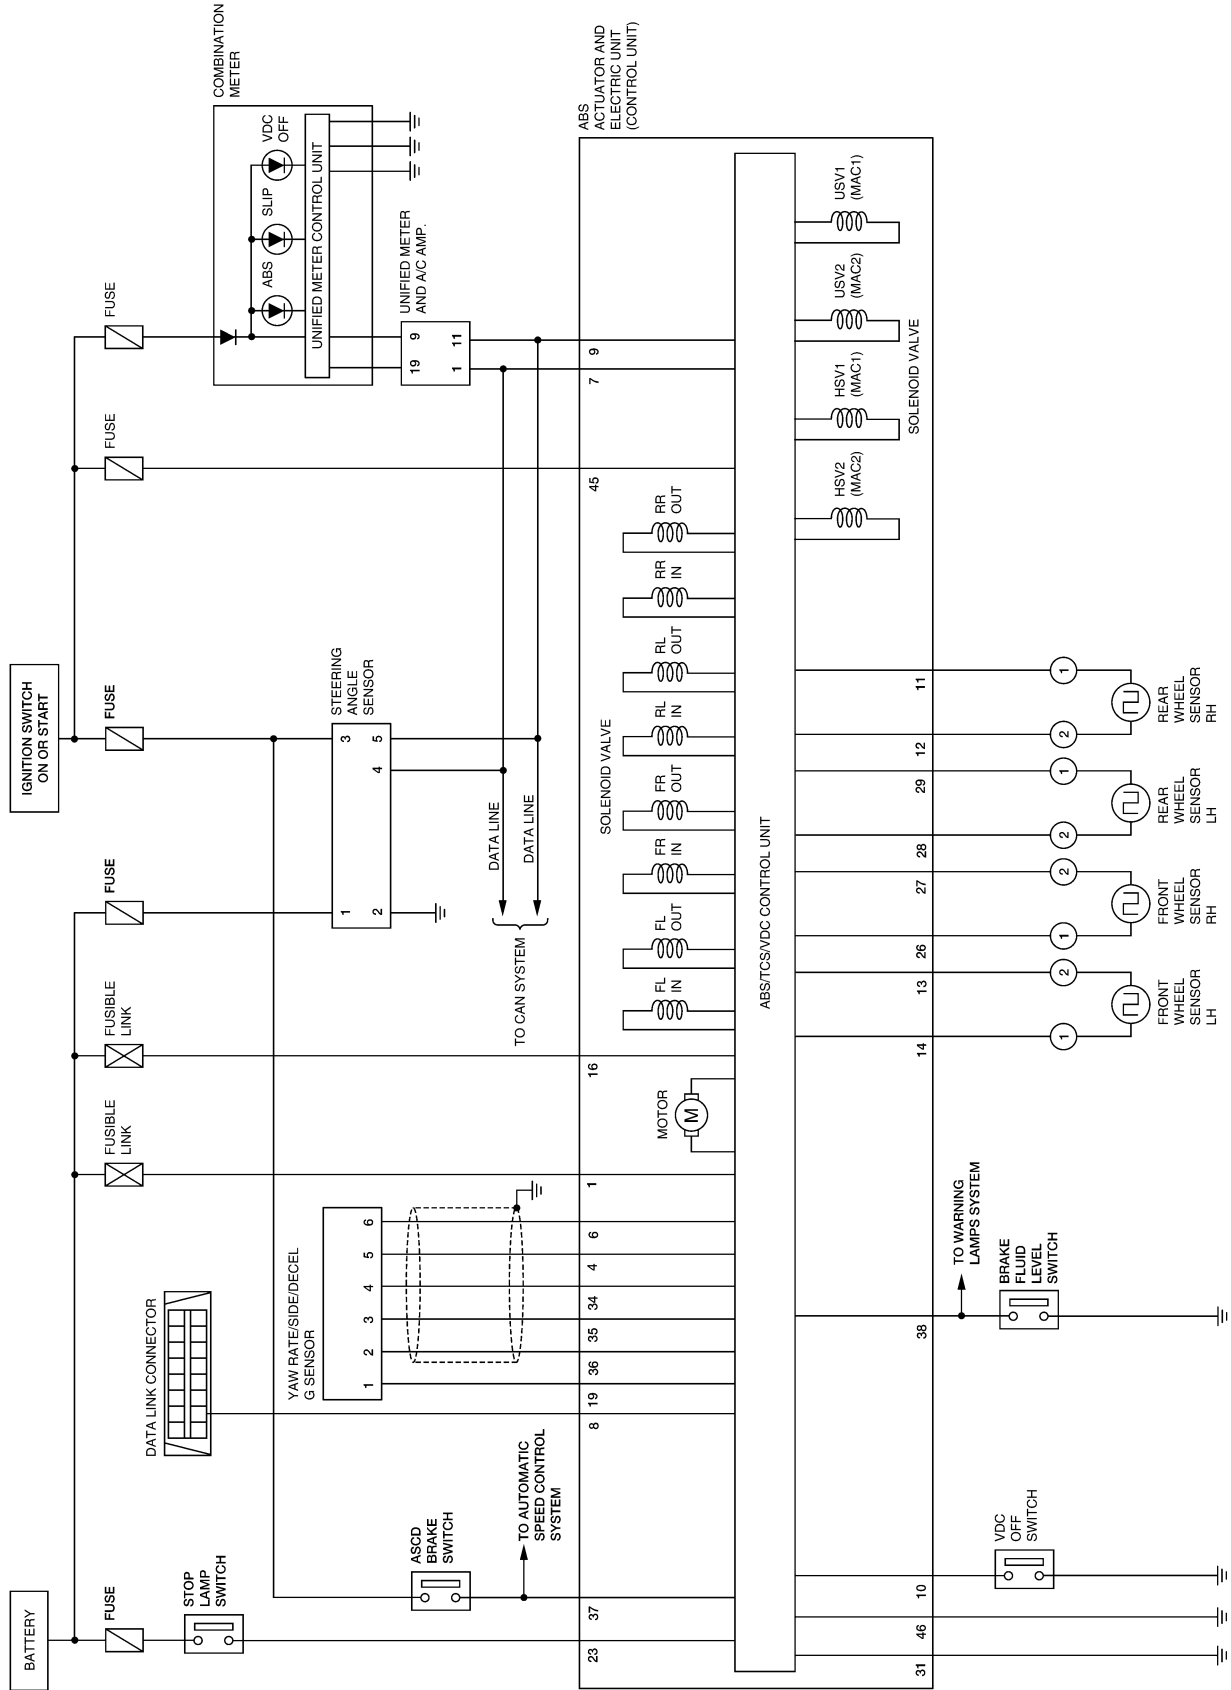 BATTERY
FUSE
STOP
LAMP
SWITCH
23
DATA LINK CONNECTOR
8
ASCD
BRAKE
SWITCH
TO AUTOMATIC
SPEED CONTROL
SYSTEM
37
YAW RATE/SIDE/DECEL
G SENSOR
1
2
3
4
5
6
19
36
35
34
4
6
FUSIBLE
LINK
1
FUSIBLE
LINK
16
FUSE
IGNITION SWITCH
ON OR START
FUSE
STEERING
ANGLE
SENSOR
1
2
3
4
5
DATA LINE
DATA LINE
TO CAN SYSTEM
FUSE
45
FUSE
COMBINATION
METER
ABS
SLIP
VDC
OFF
UNIFIED METER CONTROL UNIT
UNIFIED METER
AND A/C AMP.
19
9
1
11
7
9
ABS
ACTUATOR AND
ELECTRIC UNIT
(CONTROL UNIT)
MOTOR
M
SOLENOID VALVE
FL
IN
FL
OUT
FR
IN
FR
OUT
RL
IN
RL
OUT
RR
IN
RR
OUT
ABS/TCS/VDC CONTROL UNIT
HSV2
(MAC2)
HSV1
(MAC1)
USV2
(MAC2)
USV1
(MAC1)
SOLENOID VALVE
31
46
10
VDC
OFF
SWITCH
38
TO WARNING
LAMPS SYSTEM
BRAKE
FLUID
LEVEL
SWITCH
14
13
26
27
28
29
12
11
1
2
1
2
2
1
2
1
FRONT
WHEEL
SENSOR
LH
FRONT
WHEEL
SENSOR
RH
REAR
WHEEL
SENSOR
LH
REAR
WHEEL
SENSOR
RH